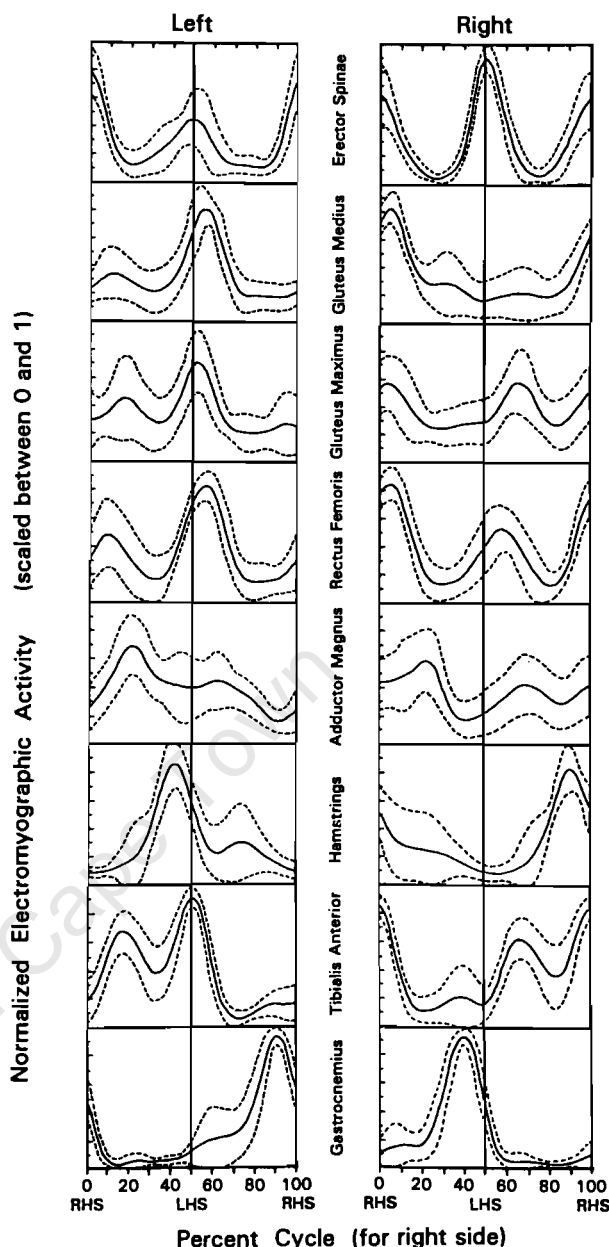 Left
Right
Normalized Electromyographic Activity (scaled between 0 and 1)
Erector Spinae
Gluteus Medius
Gluteus Maximus
Rectus Femoris
Adductor Magnus
Hamstrings
Tibialis Anterior
Gastrocnemius
Cape Town
0 20 40 60 80 100
RHS LHS RHS
0 20 40 60 80 100
RHS LHS RHS
Percent Cycle (for right side)